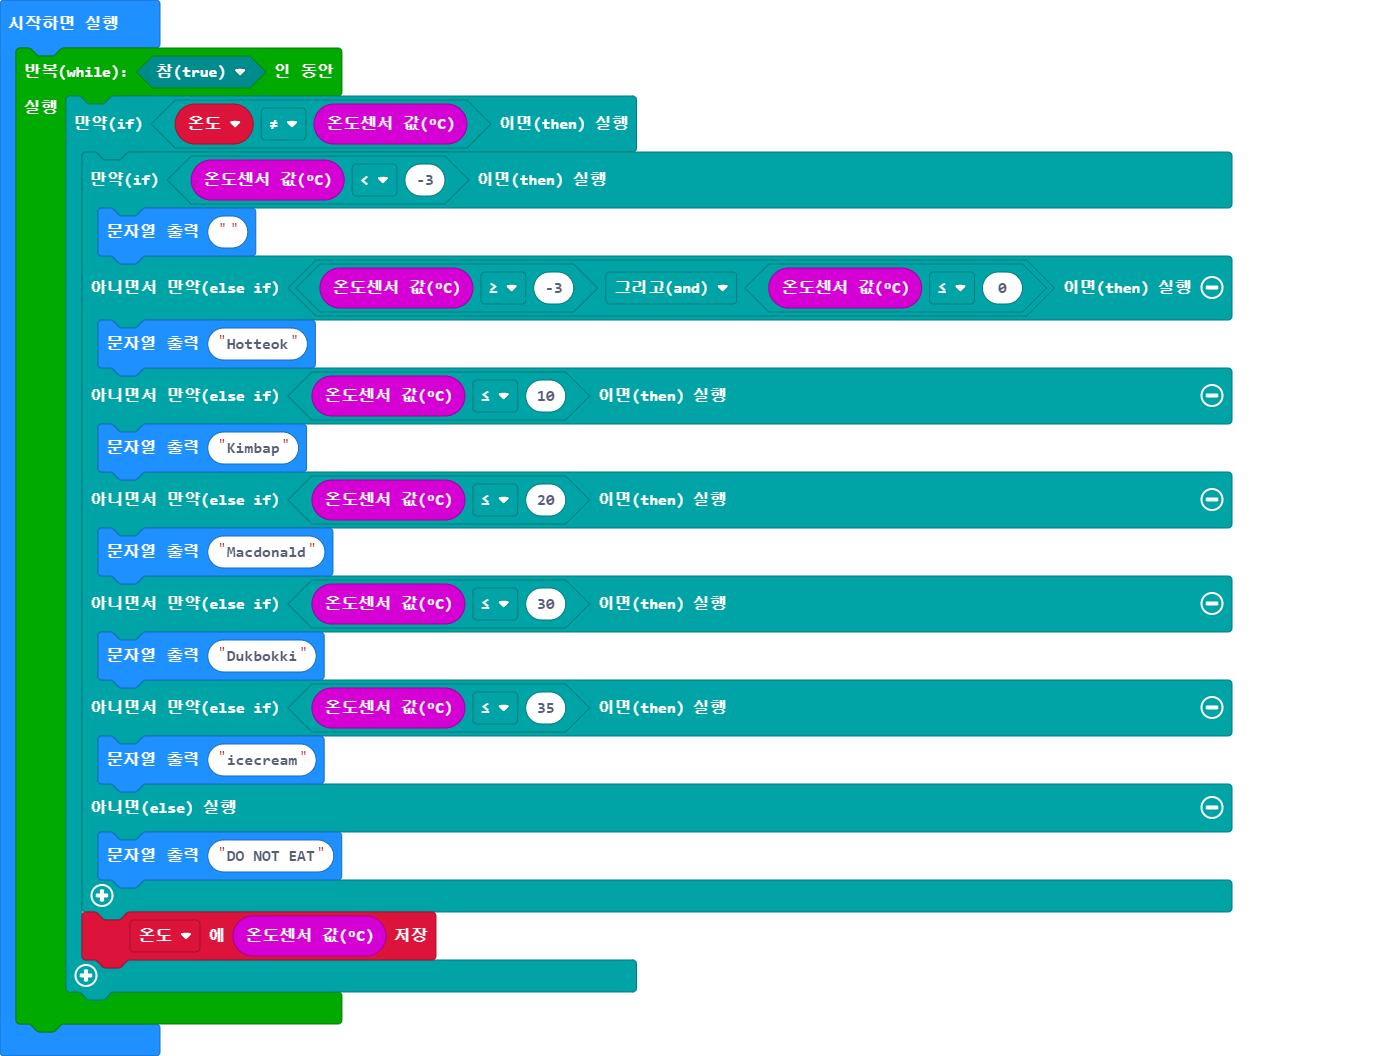 시작하면 실행
반복(while): 참(true) 인 동안
실행
만약(if) 온도 ≠ 온도센서 값(ºC) 이면(then) 실행
만약(if) 온도센서 값(ºC) < -3 이면(then) 실행
문자열 출력 " "
아니면서 만약(else if) 온도센서 값(ºC) ≥ -3 그리고(and) 온도센서 값(ºC) ≤ 0 이면(then) 실행
문자열 출력 "Hotteok"
아니면서 만약(else if) 온도센서 값(ºC) ≤ 10 이면(then) 실행
문자열 출력 "Kimbap"
아니면서 만약(else if) 온도센서 값(ºC) ≤ 20 이면(then) 실행
문자열 출력 "Macdonald"
아니면서 만약(else if) 온도센서 값(ºC) ≤ 30 이면(then) 실행
문자열 출력 "Dukbokki"
아니면서 만약(else if) 온도센서 값(ºC) ≤ 35 이면(then) 실행
문자열 출력 "icecream"
아니면(else) 실행
문자열 출력 "DO NOT EAT"
온도 에 온도센서 값(ºC) 저장